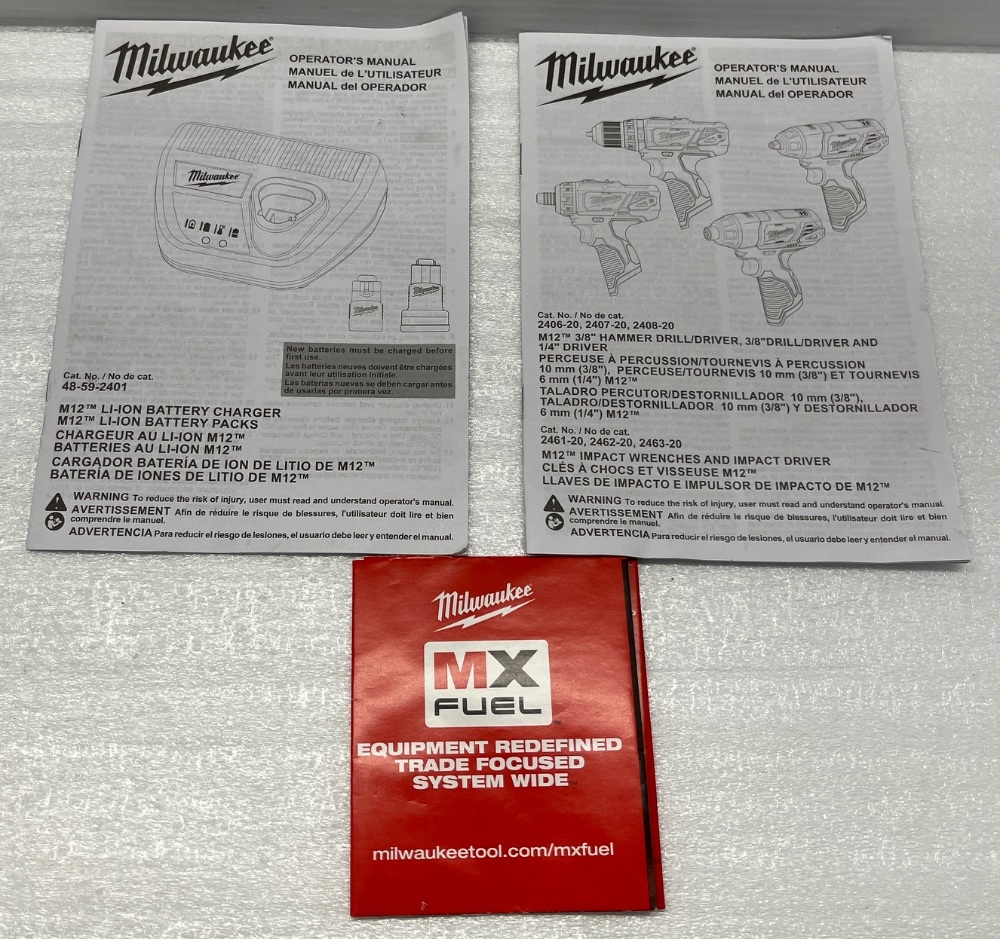 Milwaukee®
OPERATOR'S MANUAL
MANUEL de L'UTILISATEUR
MANUAL del OPERADOR
Milwaukee
Milwaukee
Milwaukee
New batteries must be charged before
first use.
Les batteries neuves doivent être chargées
avant leur utilisation initiale.
Las baterías nuevas se deben cargar antes
de usarlas por primera vez.
Cat. No. / No de cat.
48-59-2401
M12™ LI-ION BATTERY CHARGER
M12™ LI-ION BATTERY PACKS
CHARGEUR AU LI-ION M12™
BATTERIES AU LI-ION M12™
CARGADOR BATERÍA DE ION DE LITIO DE M12™
BATERÍA DE IONES DE LITIO DE M12™
WARNING To reduce the risk of injury, user must read and understand operator's manual.
AVERTISSEMENT Afin de réduire le risque de blessures, l'utilisateur doit lire et bien
comprendre le manuel.
ADVERTENCIA Para reducir el riesgo de lesiones, el usuario debe leer y entender el manual.
Milwaukee®
OPERATOR'S MANUAL
MANUEL de L'UTILISATEUR
MANUAL del OPERADOR
Milwaukee
Milwaukee
Milwaukee
Milwaukee
Cat. No. / No de cat.
2406-20, 2407-20, 2408-20
M12™ 3/8" HAMMER DRILL/DRIVER, 3/8"DRILL/DRIVER AND
1/4" DRIVER
PERCEUSE À PERCUSSION/TOURNEVIS À PERCUSSION
10 mm (3/8"), PERCEUSE/TOURNEVIS 10 mm (3/8") ET TOURNEVIS
6 mm (1/4") M12™
TALADRO PERCUTOR/DESTORNILLADOR 10 mm (3/8"),
TALADRO/DESTORNILLADOR 10 mm (3/8") Y DESTORNILLADOR
6 mm (1/4") M12™
Cat. No. / No de cat.
2461-20, 2462-20, 2463-20
M12™ IMPACT WRENCHES AND IMPACT DRIVER
CLÉS À CHOCS ET VISSEUSE M12™
LLAVES DE IMPACTO E IMPULSOR DE IMPACTO DE M12™
WARNING To reduce the risk of injury, user must read and understand operator's manual.
AVERTISSEMENT Afin de réduire le risque de blessures, l'utilisateur doit lire et bien
comprendre le manuel.
ADVERTENCIA Para reducir el riesgo de lesiones, el usuario debe leer y entender el manual.
Milwaukee®
MX
FUEL™
EQUIPMENT REDEFINED
TRADE FOCUSED
SYSTEM WIDE™
milwaukeetool.com/mxfuel